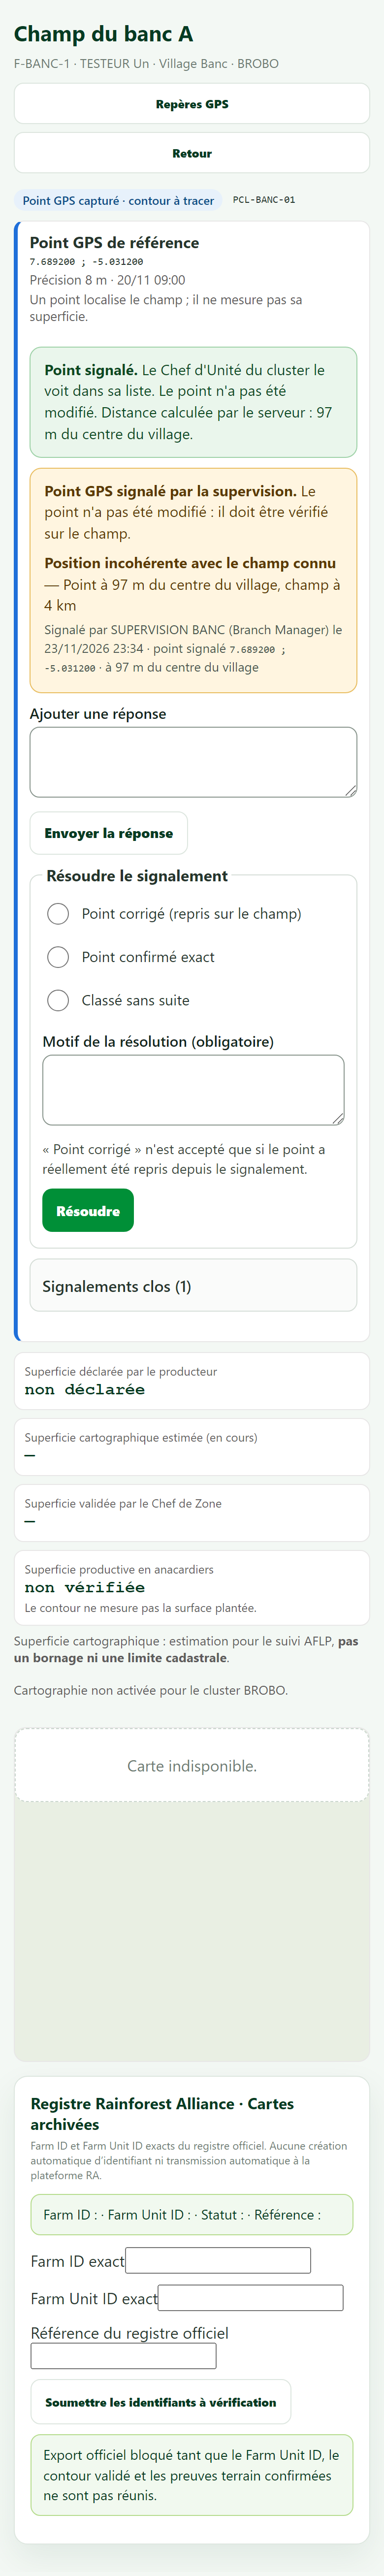 Champ du banc A
F-BANC-1 · TESTEUR Un · Village Banc · BROBO
Repères GPS
Retour
Point GPS capturé · contour à tracer PCL-BANC-01
Point GPS de référence
7.689200 ; -5.031200
Précision 8 m · 20/11 09:00
Un point localise le champ ; il ne mesure pas sa
superficie.
Point signalé. Le Chef d'Unité du cluster le
voit dans sa liste. Le point n'a pas été
modifié. Distance calculée par le serveur : 97
m du centre du village.
Point GPS signalé par la supervision. Le
point n'a pas été modifié : il doit être vérifié
sur le champ.
Position incohérente avec le champ connu
— Point à 97 m du centre du village, champ à
4 km
Signalé par SUPERVISION BANC (Branch Manager) le
23/11/2026 23:34 · point signalé 7.689200 ;
-5.031200 · à 97 m du centre du village
Ajouter une réponse
Envoyer la réponse
Résoudre le signalement
Point corrigé (repris sur le champ)
Point confirmé exact
Classé sans suite
Motif de la résolution (obligatoire)
« Point corrigé » n'est accepté que si le point a
réellement été repris depuis le signalement.
Résoudre
Signalements clos (1)
Superficie déclarée par le producteur
non déclarée
Superficie cartographique estimée (en cours)
—
Superficie validée par le Chef de Zone
—
Superficie productive en anacardiers
non vérifiée
Le contour ne mesure pas la surface plantée.
Superficie cartographique : estimation pour le suivi AFLP, pas
un bornage ni une limite cadastrale.
Cartographie non activée pour le cluster BROBO.
Carte indisponible.
Registre Rainforest Alliance · Cartes
archivées
Farm ID et Farm Unit ID exacts du registre officiel. Aucune création
automatique d'identifiant ni transmission automatique à la
plateforme RA.
Farm ID : · Farm Unit ID : · Statut : · Référence :
Farm ID exact
Farm Unit ID exact
Référence du registre officiel
Soumettre les identifiants à vérification
Export officiel bloqué tant que le Farm Unit ID, le
contour validé et les preuves terrain confirmées
ne sont pas réunis.